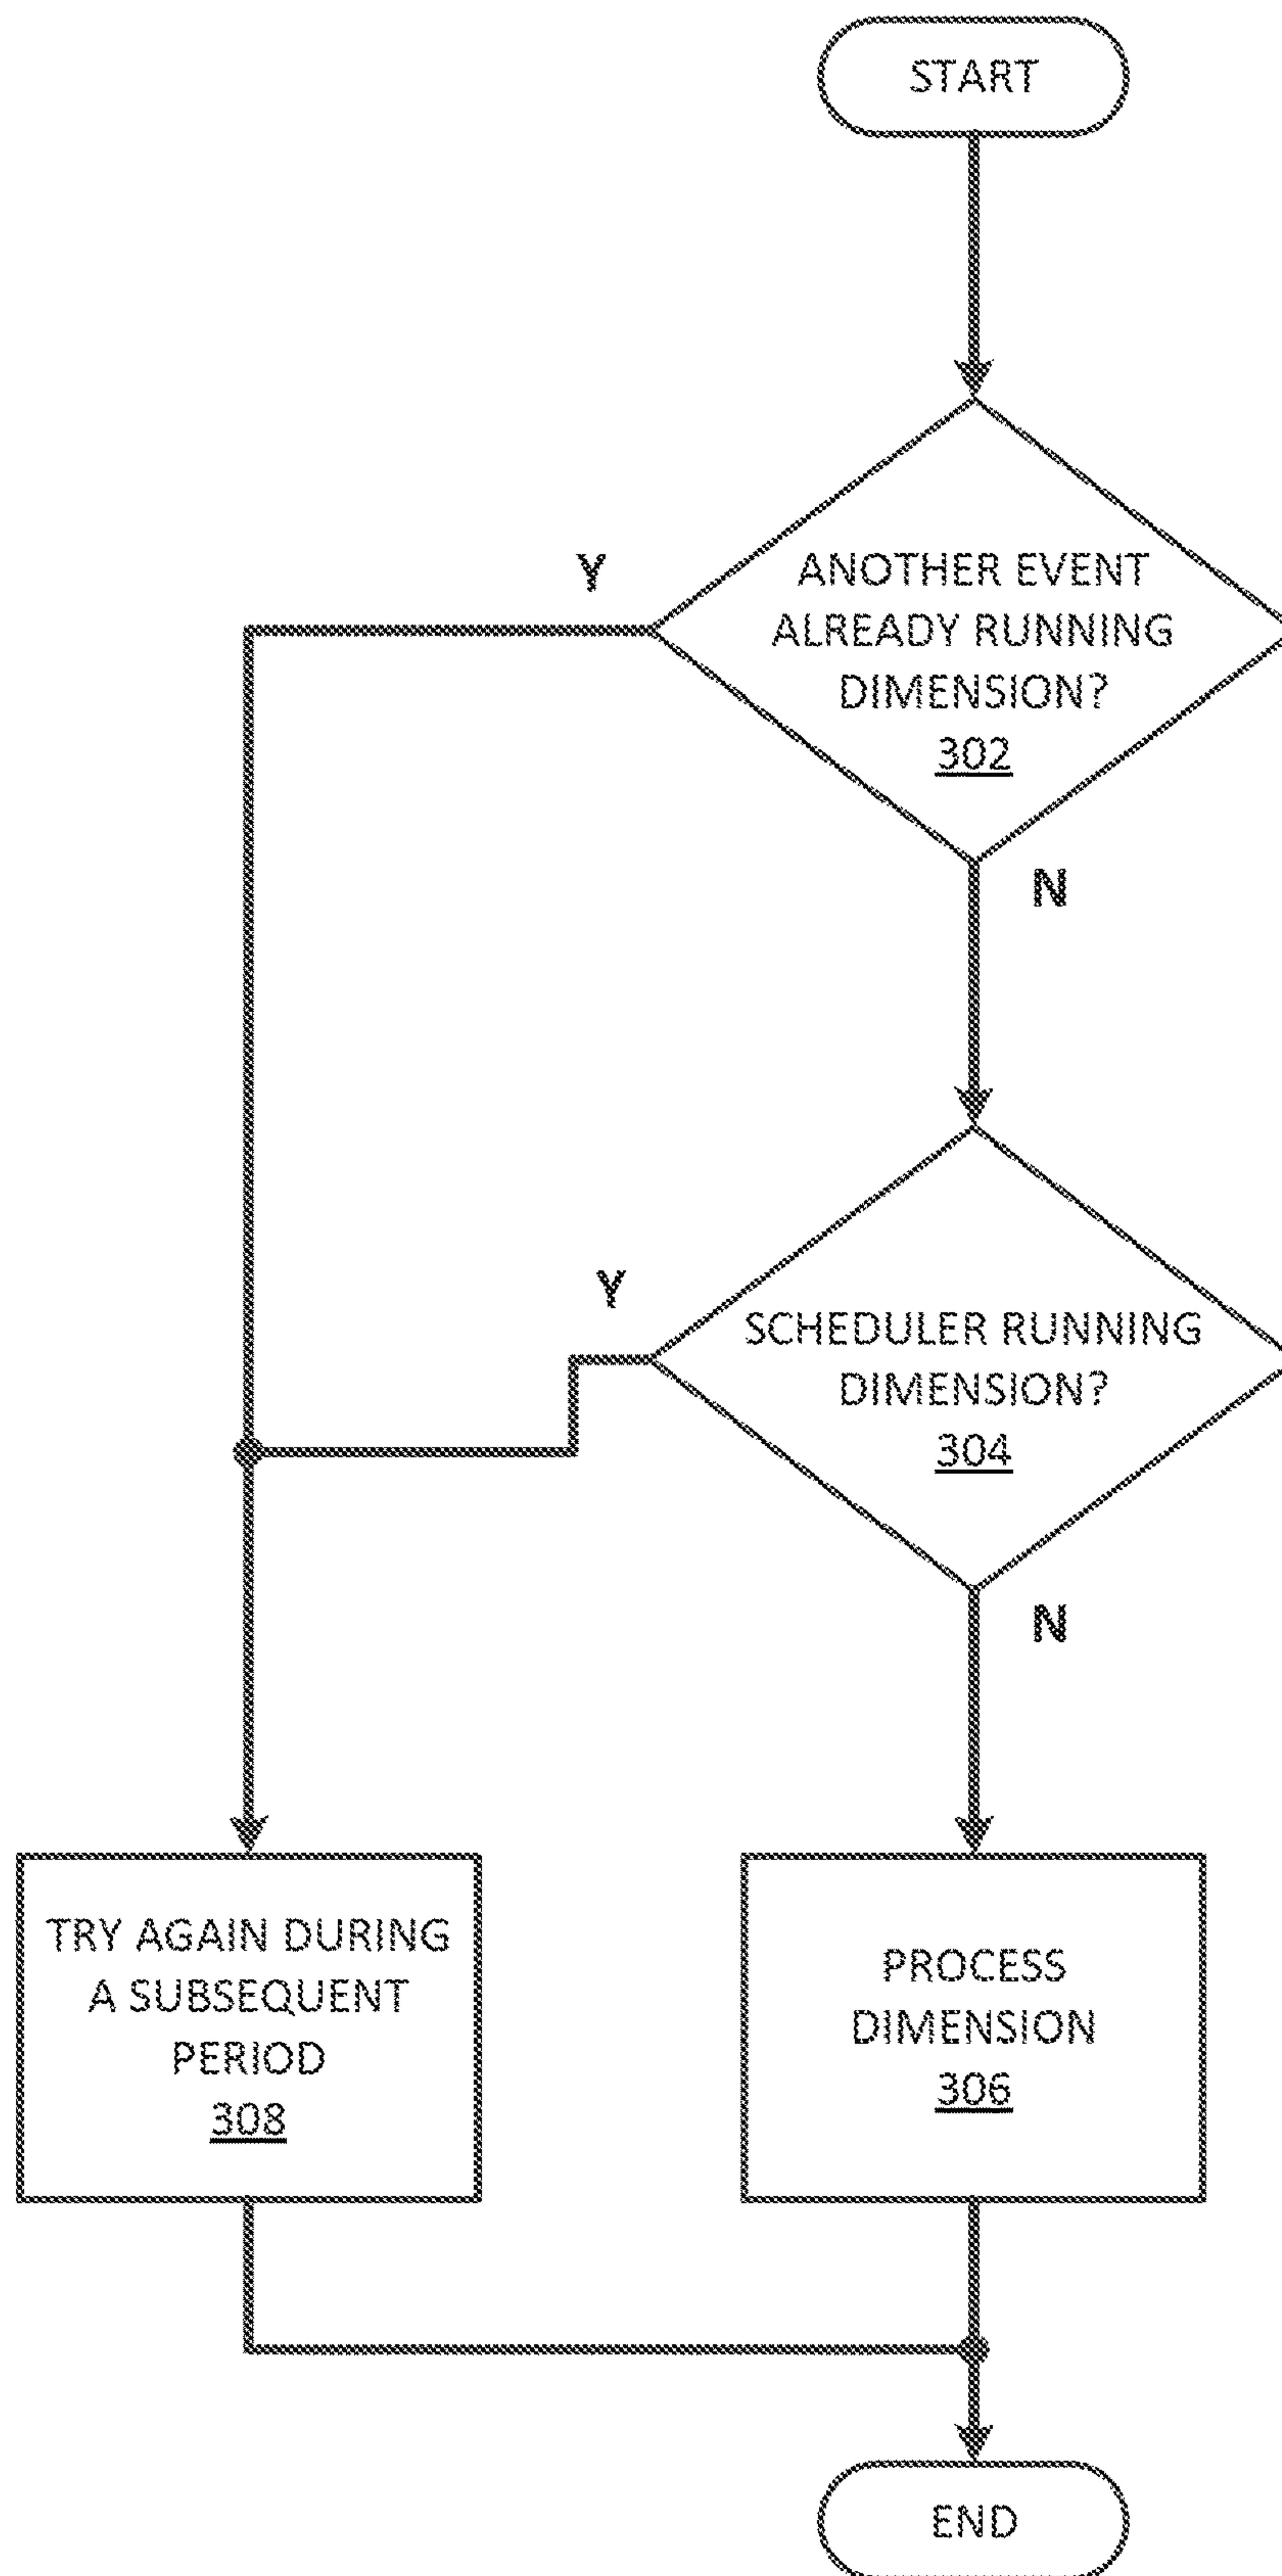 START
Y
ANOTHER EVENT
ALREADY RUNNING
DIMENSION?
302
N
Y
SCHEDULER RUNNING
DIMENSION?
304
N
TRY AGAIN DURING
A SUBSEQUENT
PERIOD
308
PROCESS
DIMENSION
306
END